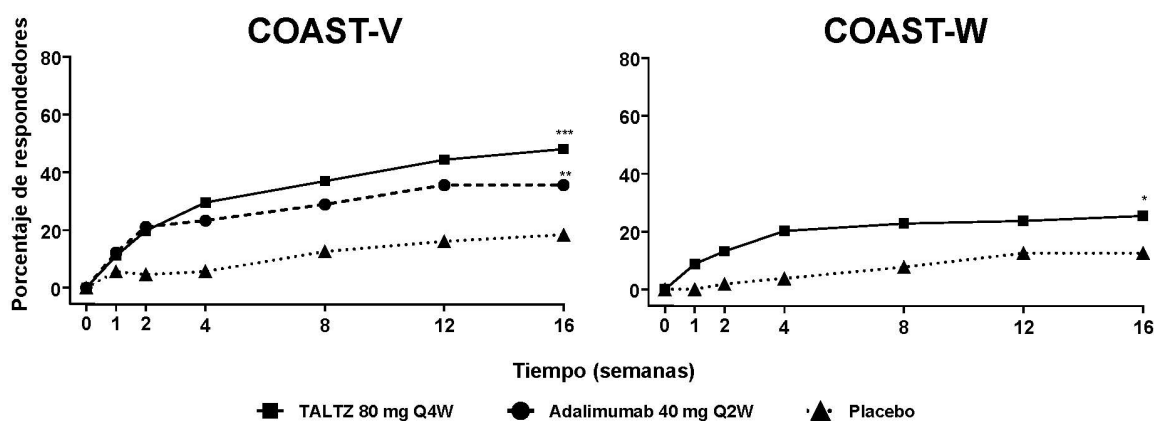 COAST-V
COAST-W
Porcentaje de respondedores
80
60
40
20
0
***
**
0 1 2 4 8 12 16
80
60
40
20
0
*
0 1 2 4 8 12 16
Tiempo (semanas)
TALTZ 80 mg Q4W Adalimumab 40 mg Q2W Placebo